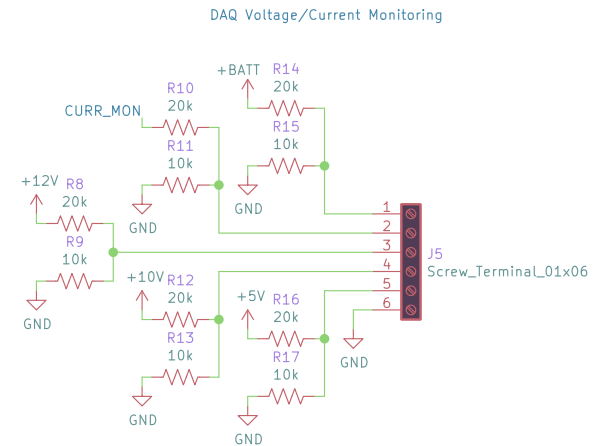 DAQ Voltage/Current Monitoring
+BATT
R14
20k
R15
10k
GND
CURR_MON
R10
20k
R11
10k
GND
+12V
R8
20k
R9
10k
GND
+10V
R12
20k
R13
10k
GND
+5V
R16
20k
R17
10k
GND
GND
1
2
3
4
5
6
J5
Screw_Terminal_01x06